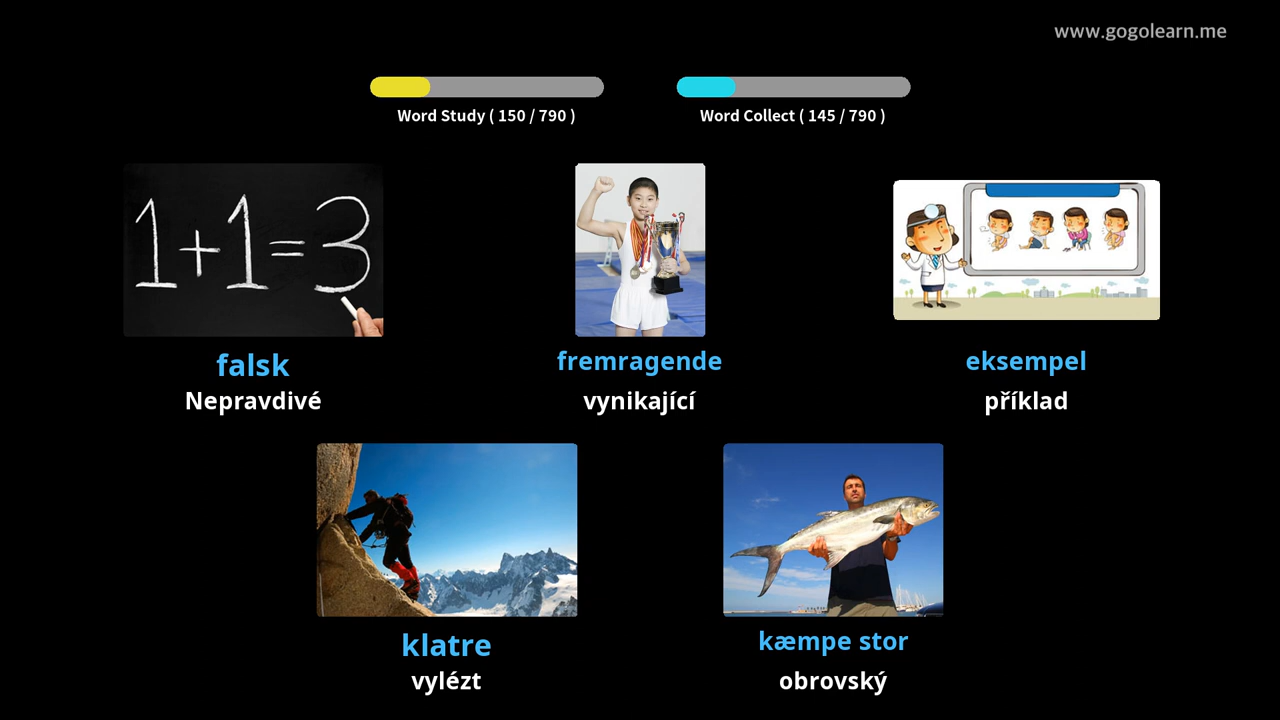 www.gogolearn.me
Word Study ( 150 / 790 )
Word Collect ( 145 / 790 )
1+1=3
falsk
Nepravdivé
fremragende
vynikající
eksempel
příklad
klatre
vylézt
kæmpe stor
obrovský